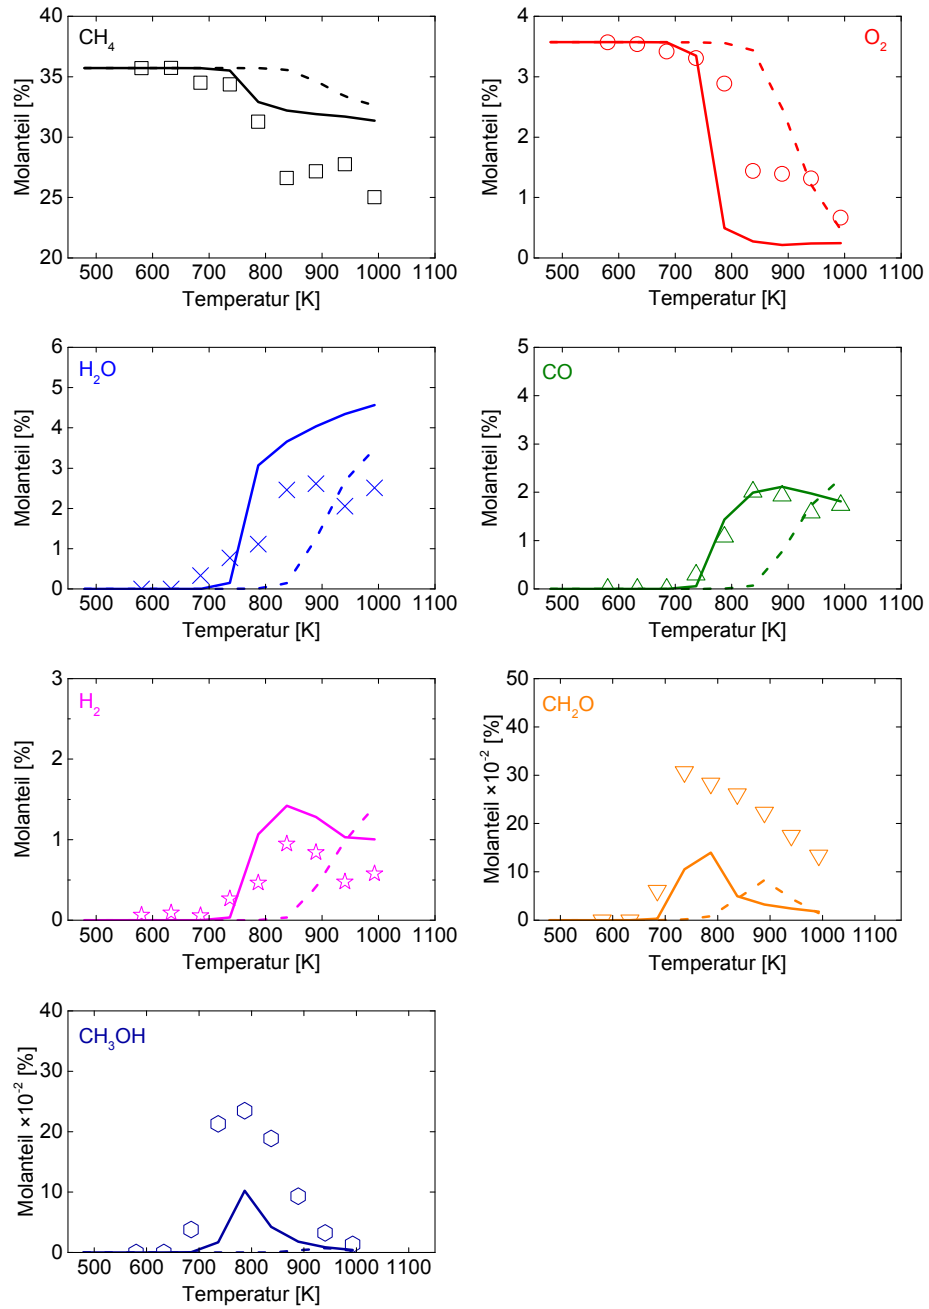 CH4
Molanteil [%]
40
35
30
25
20
500 600 700 800 900 1000 1100
Temperatur [K]
O2
Molanteil [%]
4
3
2
1
0
500 600 700 800 900 1000 1100
Temperatur [K]
H2O
Molanteil [%]
6
5
4
3
2
1
0
500 600 700 800 900 1000 1100
Temperatur [K]
CO
Molanteil [%]
5
4
3
2
1
0
500 600 700 800 900 1000 1100
Temperatur [K]
H2
Molanteil [%]
3
2
1
0
500 600 700 800 900 1000 1100
Temperatur [K]
CH2O
Molanteil ×10⁻² [%]
50
40
30
20
10
0
500 600 700 800 900 1000 1100
Temperatur [K]
CH3OH
Molanteil ×10⁻² [%]
40
30
20
10
0
500 600 700 800 900 1000 1100
Temperatur [K]